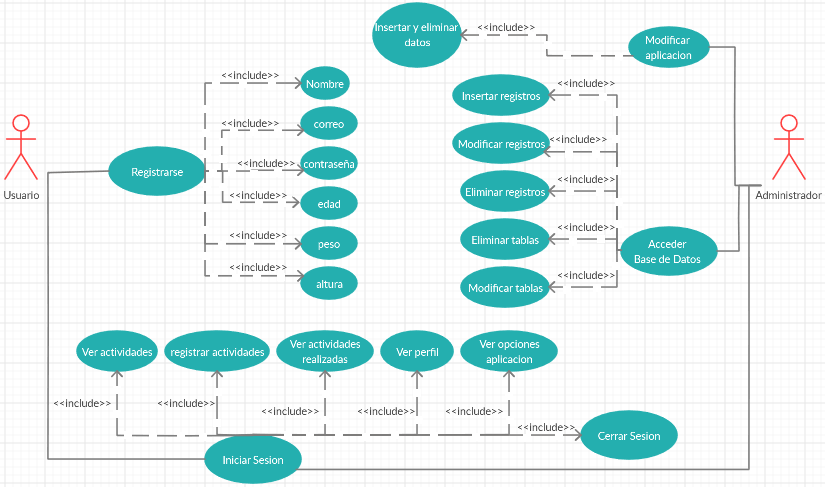 Insertar y eliminar
datos
<<include>>
Modificar
aplicacion
<<include>>
Nombre
<<include>>
Insertar registros
<<include>>
correo
<<include>>
Modificar registros
<<include>>
contraseña
<<include>>
Registrarse
Usuario
Administrador
<<include>>
edad
Eliminar registros
<<include>>
<<include>>
peso
Eliminar tablas
<<include>>
Acceder
Base de Datos
<<include>>
altura
Modificar tablas
<<include>>
Ver actividades
registrar actividades
Ver actividades
realizadas
Ver perfil
Ver opciones
aplicacion
<<include>>
<<include>>
<<include>>
<<include>>
<<include>>
<<include>>
Cerrar Sesion
Iniciar Sesion